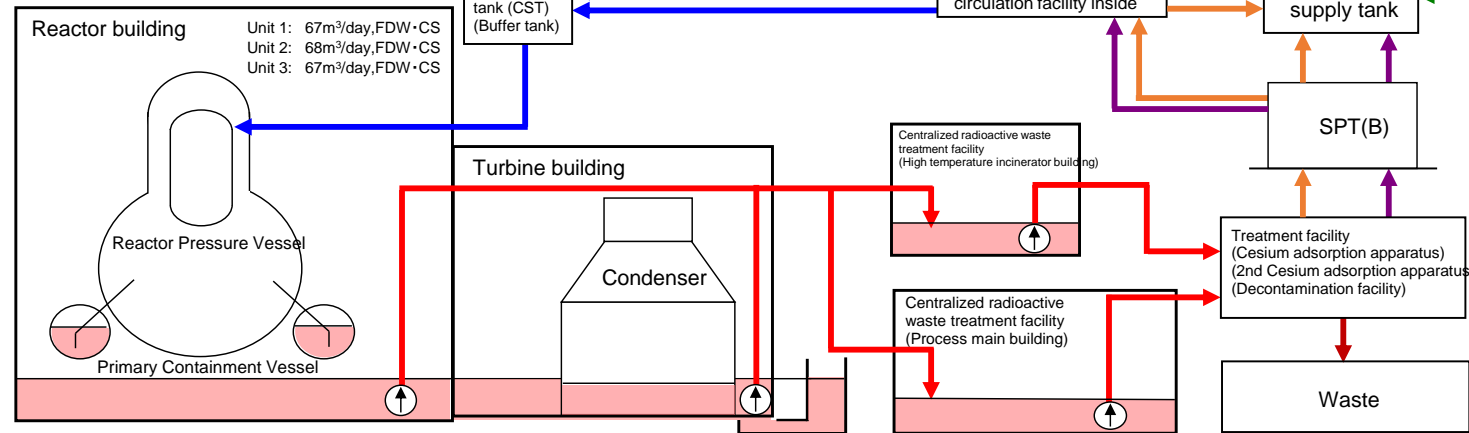 tank (CST)
(Buffer tank)
circulation facility inside
supply tank
Reactor building
Unit 1: 67m³/day,FDW・CS
Unit 2: 68m³/day,FDW・CS
Unit 3: 67m³/day,FDW・CS
SPT(B)
Centralized radioactive waste
treatment facility
(High temperature incinerator building)
Turbine building
Reactor Pressure Vessel
Condenser
Treatment facility
(Cesium adsorption apparatus)
(2nd Cesium adsorption apparatus
(Decontamination facility)
Centralized radioactive
waste treatment facility
(Process main building)
Primary Containment Vessel
Waste